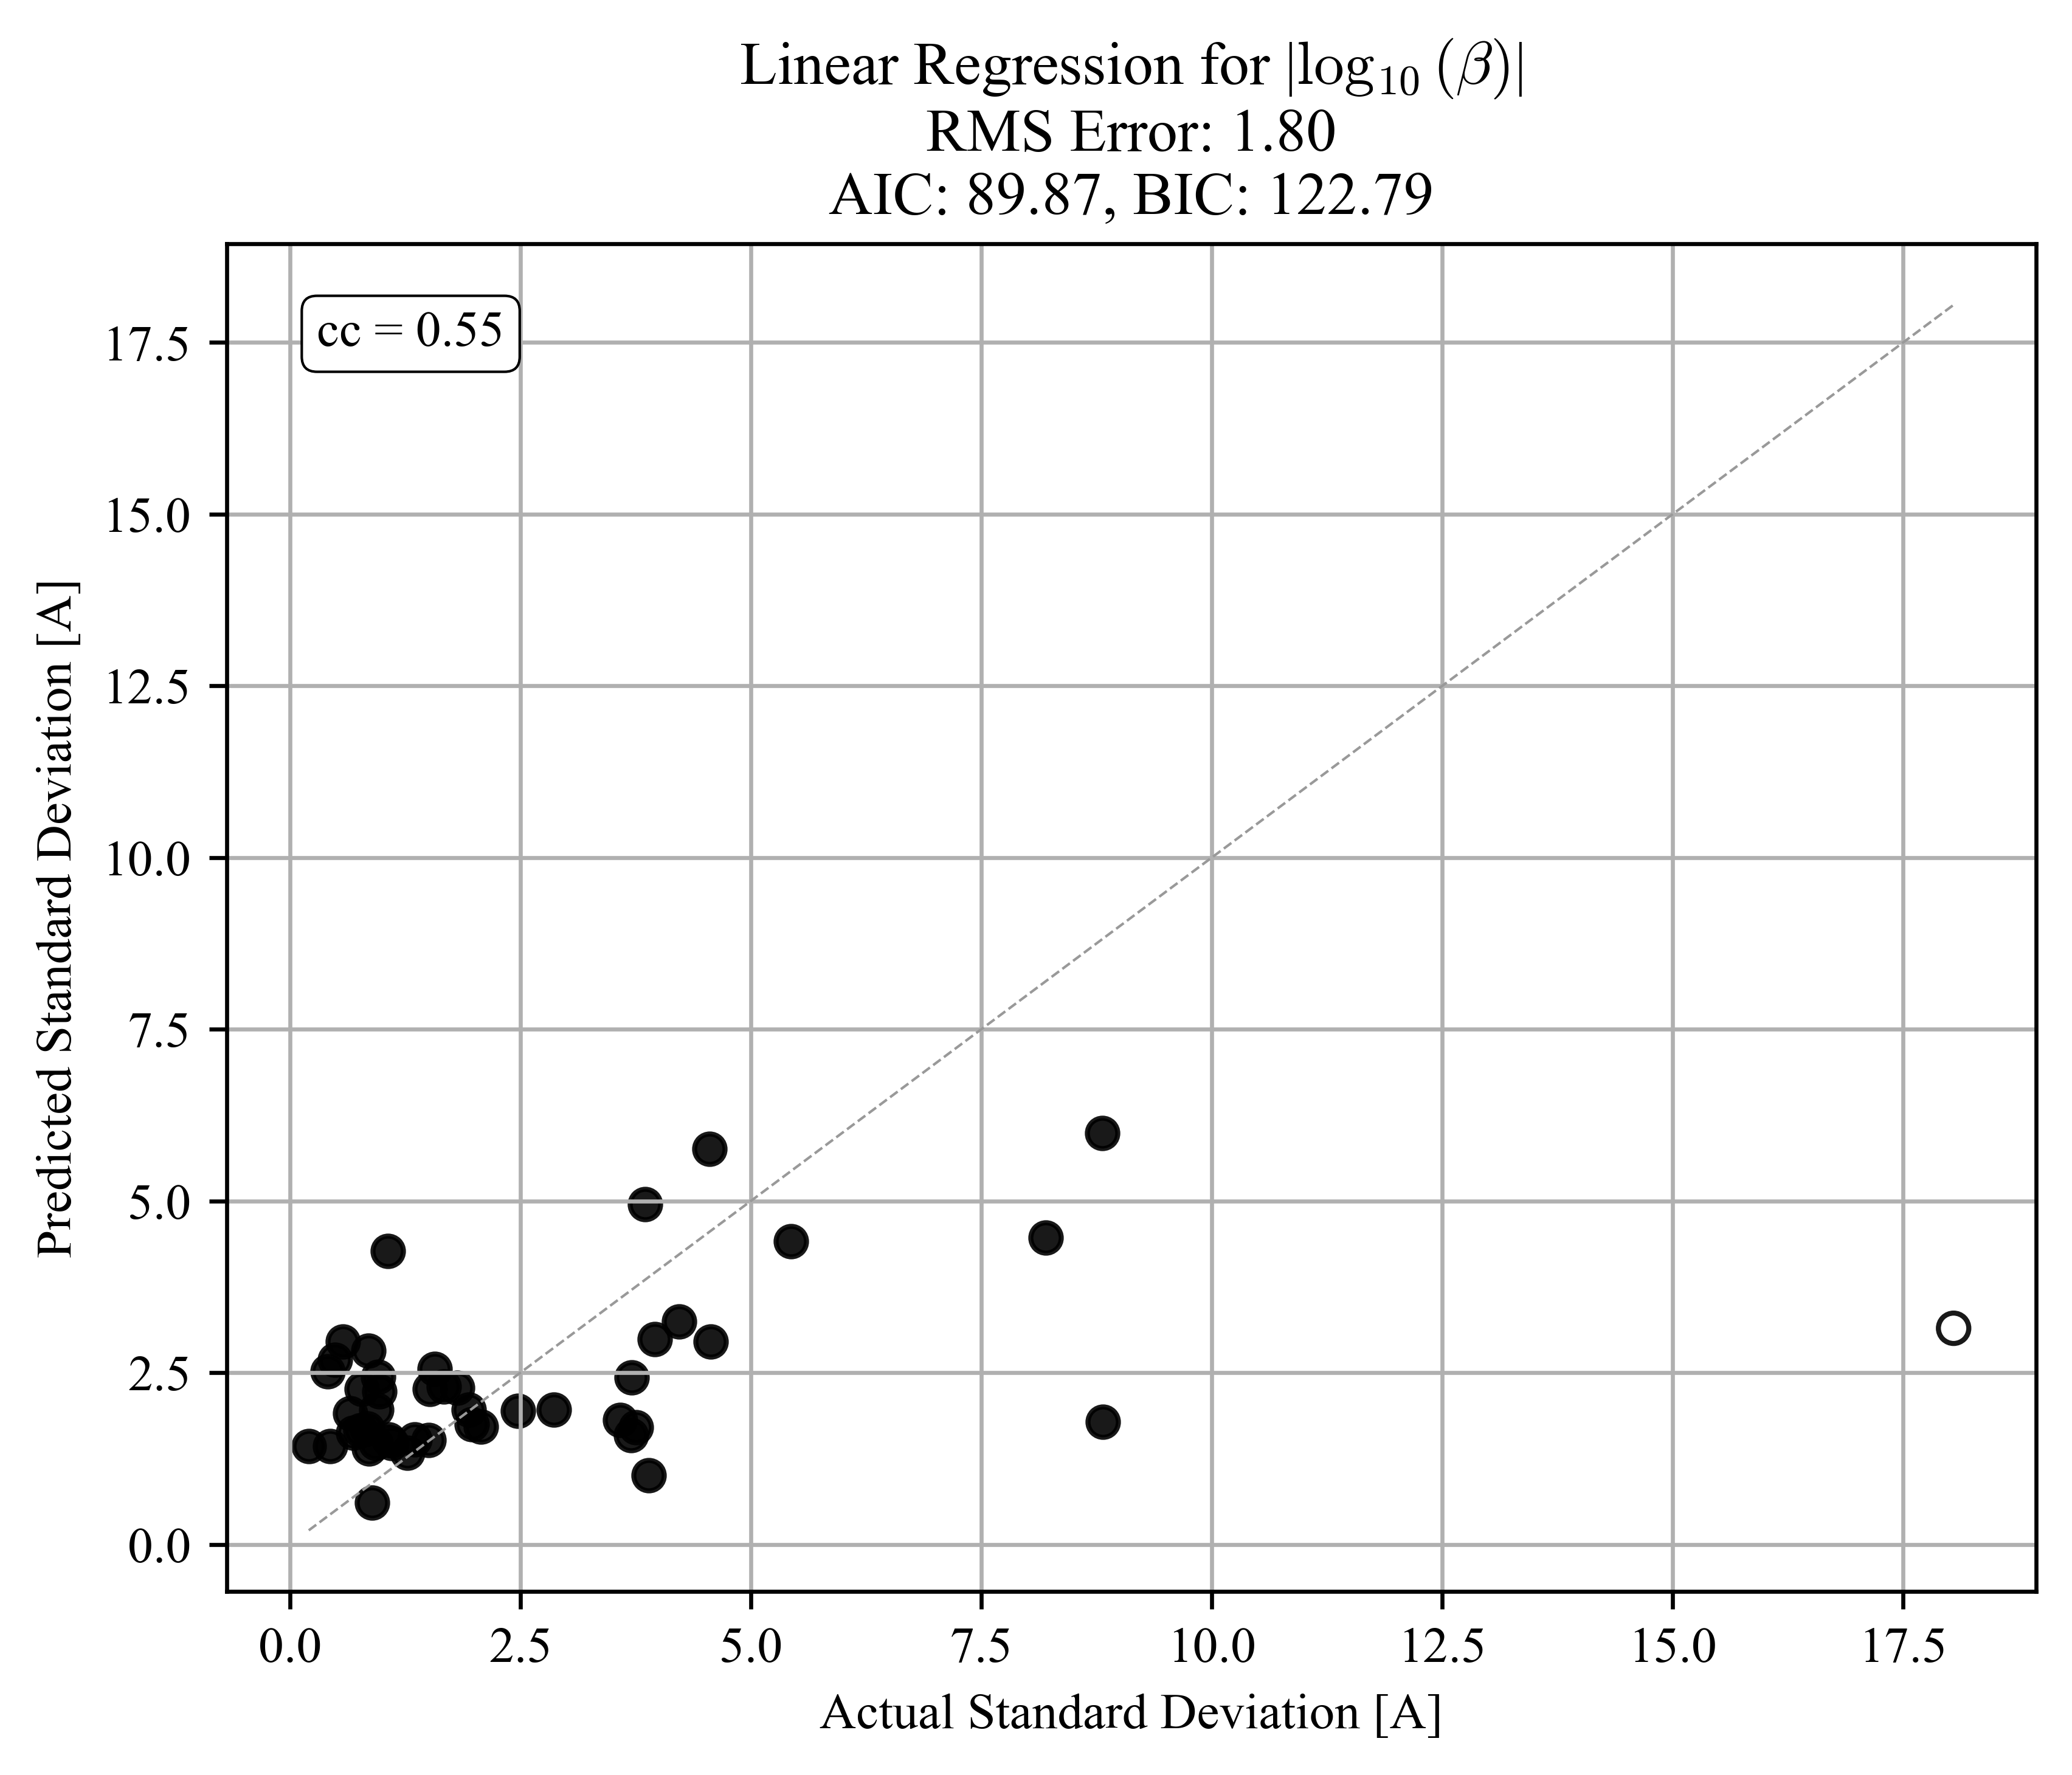 Linear Regression for |log₁₀ (β)|
RMS Error: 1.80
AIC: 89.87, BIC: 122.79
cc = 0.55
17.5
15.0
12.5
10.0
7.5
5.0
2.5
0.0
Predicted Standard Deviation [A]
0.0 2.5 5.0 7.5 10.0 12.5 15.0 17.5
Actual Standard Deviation [A]